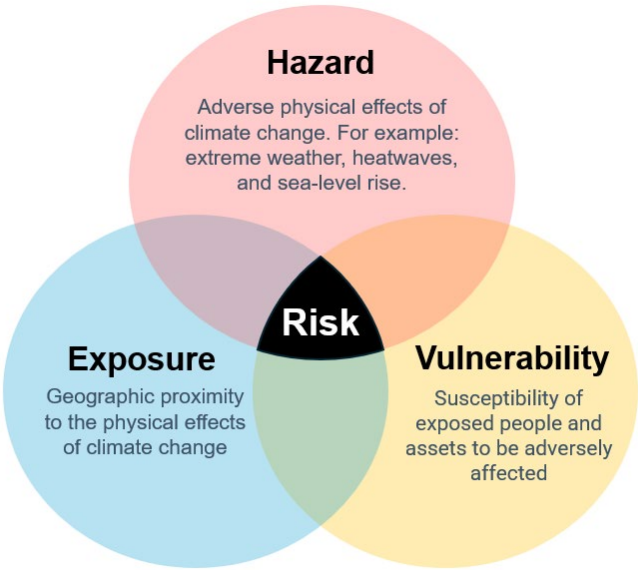 Hazard
Adverse physical effects of
climate change. For example:
extreme weather, heatwaves,
and sea-level rise.
Risk
Exposure
Geographic proximity
to the physical effects
of climate change
Vulnerability
Susceptibility of
exposed people and
assets to be adversely
affected